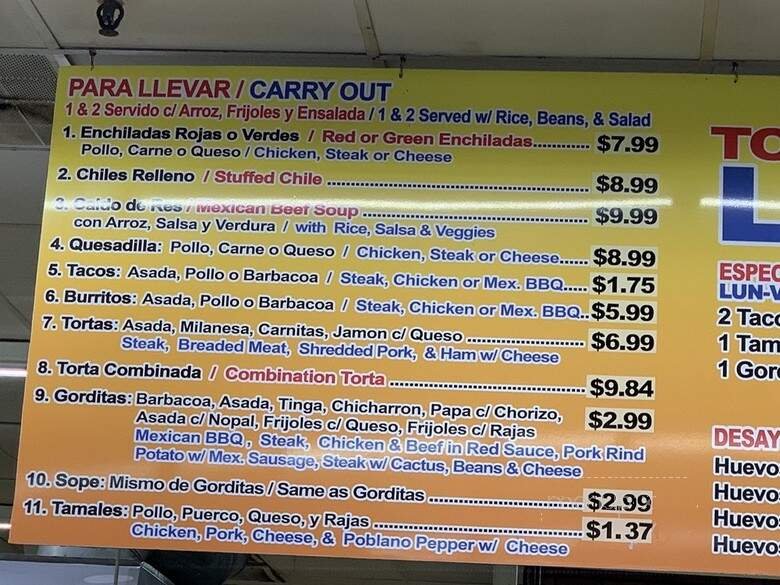 PARA LLEVAR / CARRY OUT
1 & 2 Servido c/ Arroz, Frijoles y Ensalada / 1 & 2 Served w/ Rice, Beans, & Salad
1. Enchiladas Rojas o Verdes / Red or Green Enchiladas.......... $7.99
Pollo, Carne o Queso / Chicken, Steak or Cheese
2. Chiles Relleno / Stuffed Chile .......... $8.99
3. Caldo de Res / Mexican Beef Soup .......... $9.99
con Arroz, Salsa y Verdura / with Rice, Salsa & Veggies
4. Quesadilla: Pollo, Carne o Queso / Chicken, Steak or Cheese...... $8.99
5. Tacos: Asada, Pollo o Barbacoa / Steak, Chicken or Mex. BBQ..... $1.75
6. Burritos: Asada, Pollo o Barbacoa / Steak, Chicken or Mex. BBQ.. $5.99
7. Tortas: Asada, Milanesa, Carnitas, Jamon c/ Queso .......... $6.99
Steak, Breaded Meat, Shredded Pork, & Ham w/ Cheese
8. Torta Combinada / Combination Torta .......... $9.84
9. Gorditas: Barbacoa, Asada, Tinga, Chicharron, Papa c/ Chorizo, $2.99
Asada c/ Nopal, Frijoles c/ Queso, Frijoles c/ Rajas
Mexican BBQ , Steak, Chicken & Beef in Red Sauce, Pork Rind
Potato w/ Mex. Sausage, Steak w/ Cactus, Beans & Cheese
10. Sope: Mismo de Gorditas / Same as Gorditas .......... $2.99
11. Tamales: Pollo, Puerco, Queso, y Rajas .......... $1.37
Chicken, Pork, Cheese, & Poblano Pepper w/ Cheese
TO
L
ESPEC
LUN-V
2 Taco
1 Tam
1 Gor
DESAY
Huevo
Huevo
Huevo
Huevo